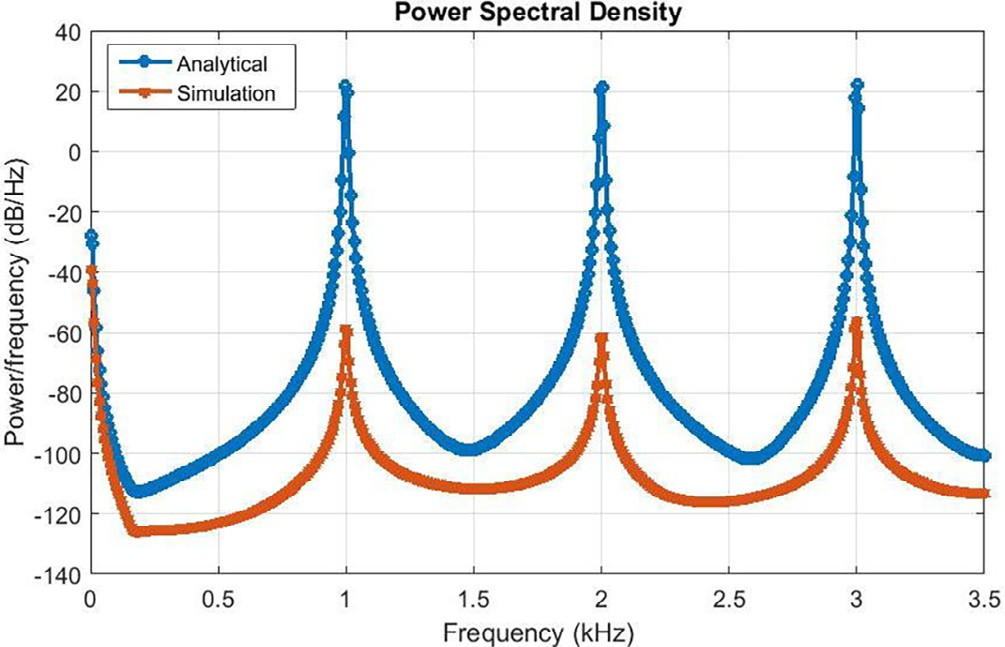 Power Spectral Density
Analytical
Simulation
Power/frequency (dB/Hz)
40
20
0
-20
-40
-60
-80
-100
-120
-140
0 0.5 1 1.5 2 2.5 3 3.5
Frequency (kHz)